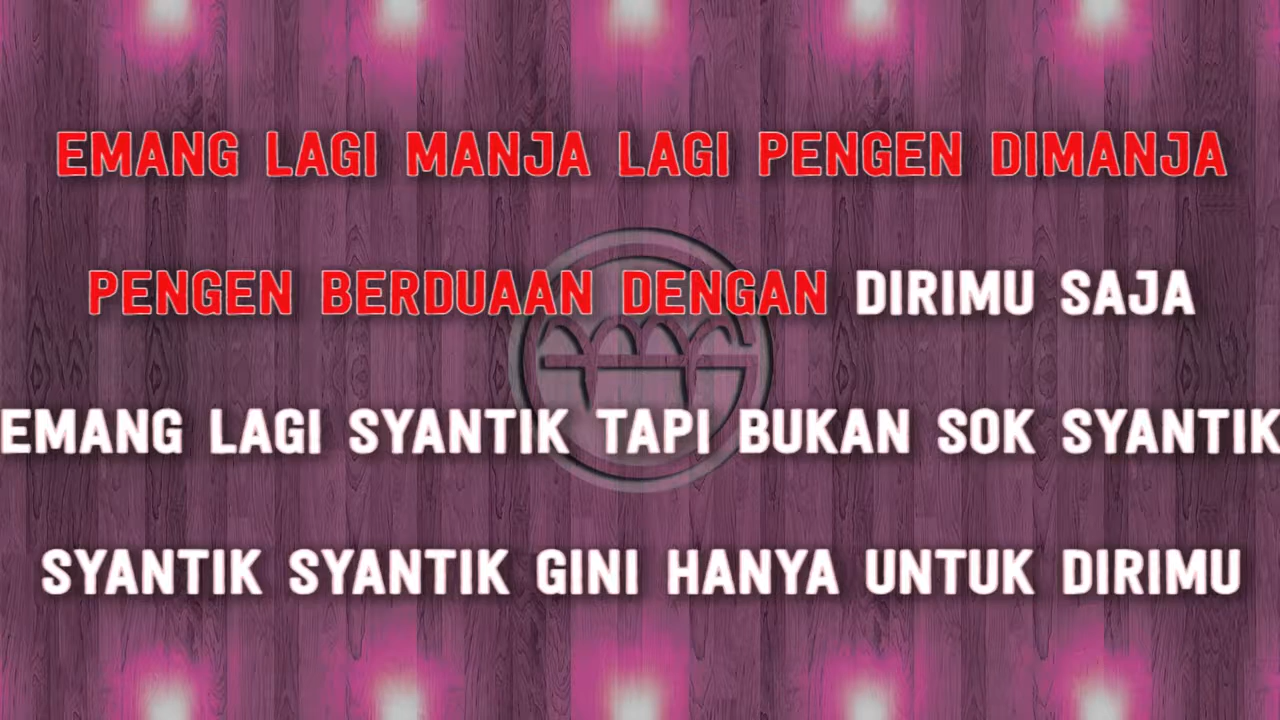 EMANG LAGI MANJA LAGI PENGEN DIMANJA
PENGEN BERDUAAN DENGAN DIRIMU SAJA
EMANG LAGI SYANTIK TAPI BUKAN SOK SYANTIK
SYANTIK SYANTIK GINI HANYA UNTUK DIRIMU